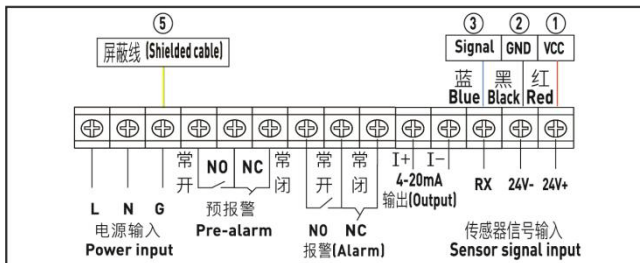 ⑤
③ ② ①
屏蔽线 (Shielded cable)
Signal GND VCC
蓝 黑 红
Blue Black Red
常开 NO NC 常闭
常开 常闭
I+ I-
4-20mA
输出(Output)
RX 24V- 24V+
L N G
电源输入
Power input
预报警
Pre-alarm
NO NC
报警(Alarm)
传感器信号输入
Sensor signal input